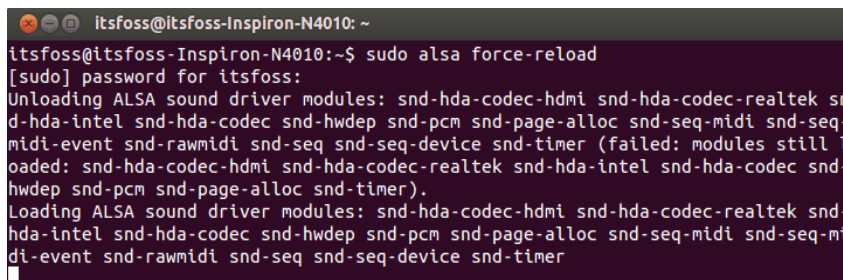 itsfoss@itsfoss-Inspiron-N4010: ~
itsfoss@itsfoss-Inspiron-N4010:~$ sudo alsa force-reload
[sudo] password for itsfoss:
Unloading ALSA sound driver modules: snd-hda-codec-hdmi snd-hda-codec-realtek sn
d-hda-intel snd-hda-codec snd-hwdep snd-pcm snd-page-alloc snd-seq-midi snd-seq-
midi-event snd-rawmidi snd-seq snd-seq-device snd-timer (failed: modules still l
oaded: snd-hda-codec-hdmi snd-hda-codec-realtek snd-hda-intel snd-hda-codec snd-
hwdep snd-pcm snd-page-alloc snd-timer).
Loading ALSA sound driver modules: snd-hda-codec-hdmi snd-hda-codec-realtek snd-
hda-intel snd-hda-codec snd-hwdep snd-pcm snd-page-alloc snd-seq-midi snd-seq-mi
di-event snd-rawmidi snd-seq snd-seq-device snd-timer